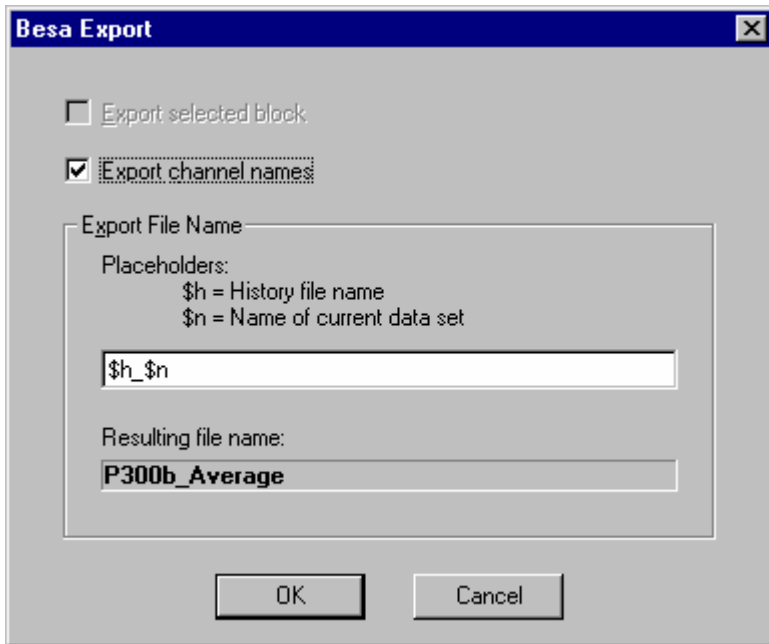 Besa Export
Export selected block
Export channel names
Export File Name
Placeholders:
$h = History file name
$n = Name of current data set
$h_$n
Resulting file name:
P300b_Average
OK
Cancel